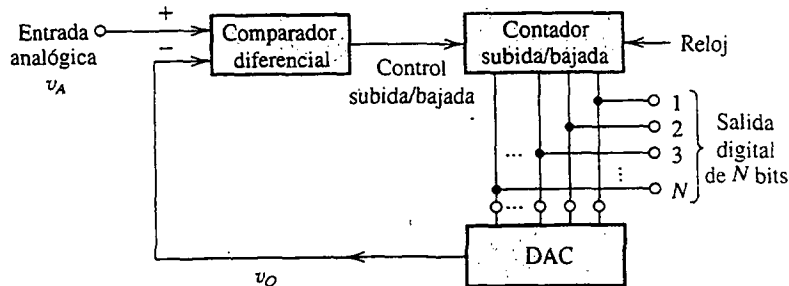 Entrada
analógica
v_A
+
−
Comparador
diferencial
Control
subida/bajada
Contador
subida/bajada
Reloj
1
2
3
...
⋮
N
Salida
digital
de N bits
...
DAC
v_O